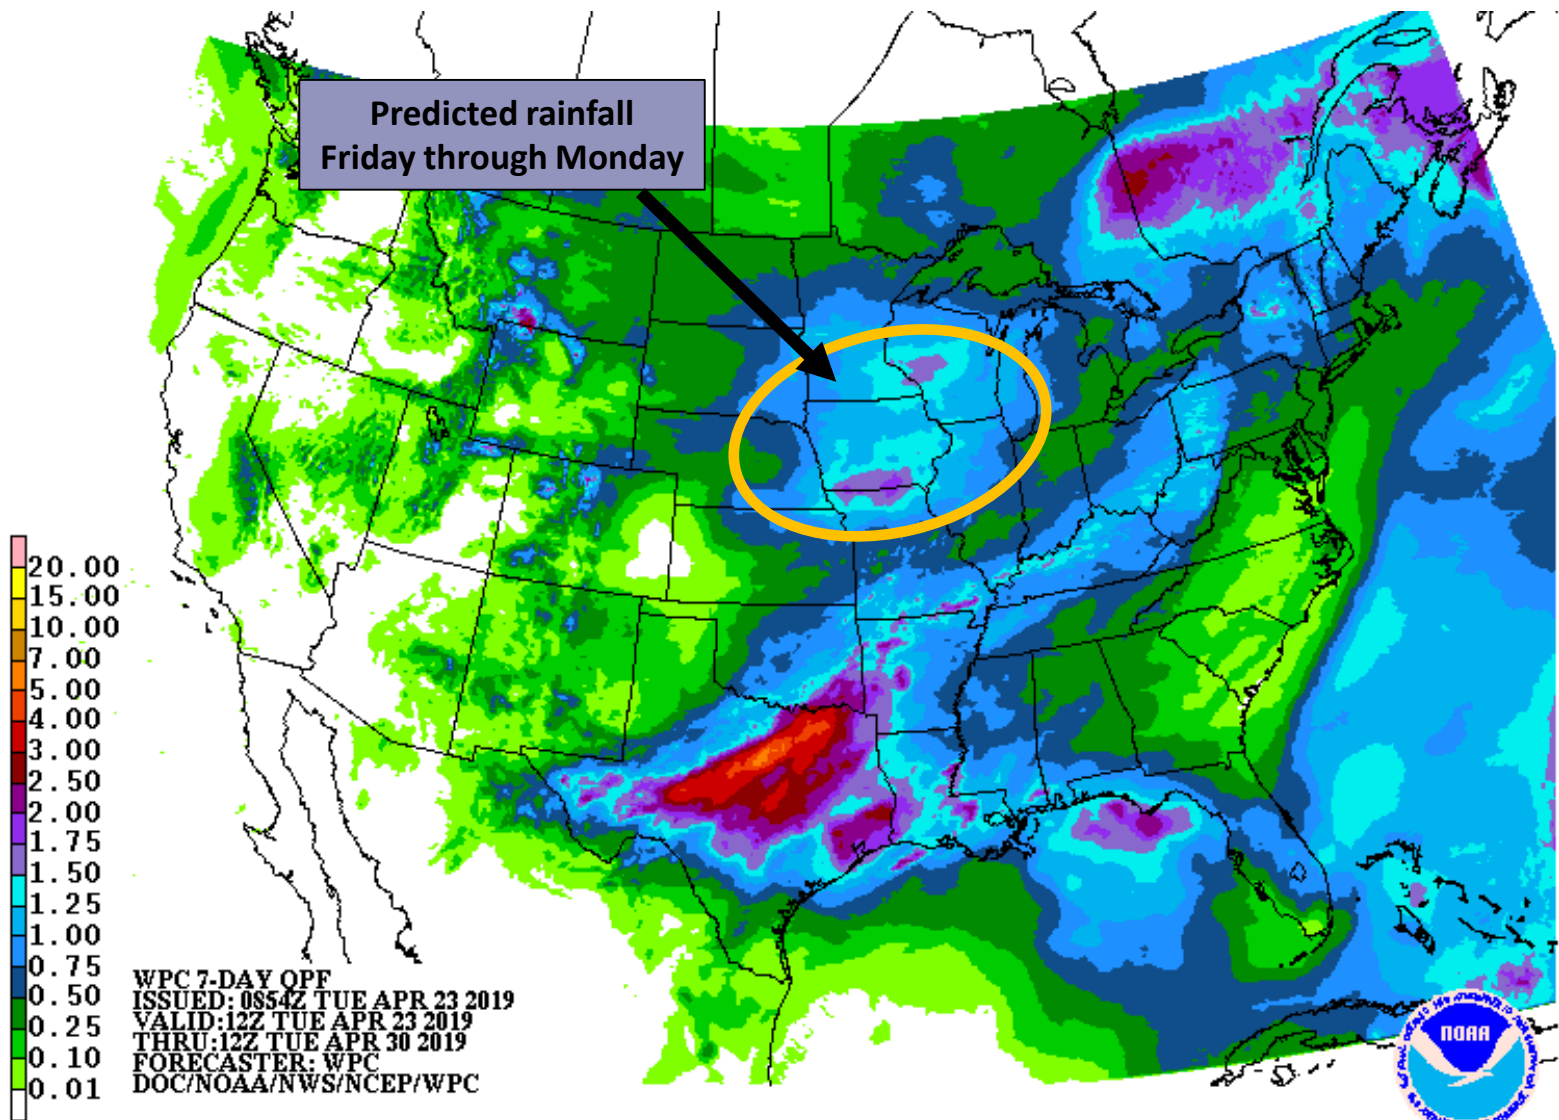 Predicted rainfall
Friday through Monday
20.00
15.00
10.00
7.00
5.00
4.00
3.00
2.50
2.00
1.75
1.50
1.25
1.00
0.75
0.50
0.25
0.10
0.01
WPC 7-DAY QPF
ISSUED: 0854Z TUE APR 23 2019
VALID:12Z TUE APR 23 2019
THRU:12Z TUE APR 30 2019
FORECASTER: WPC
DOC/NOAA/NWS/NCEP/WPC
NOAA